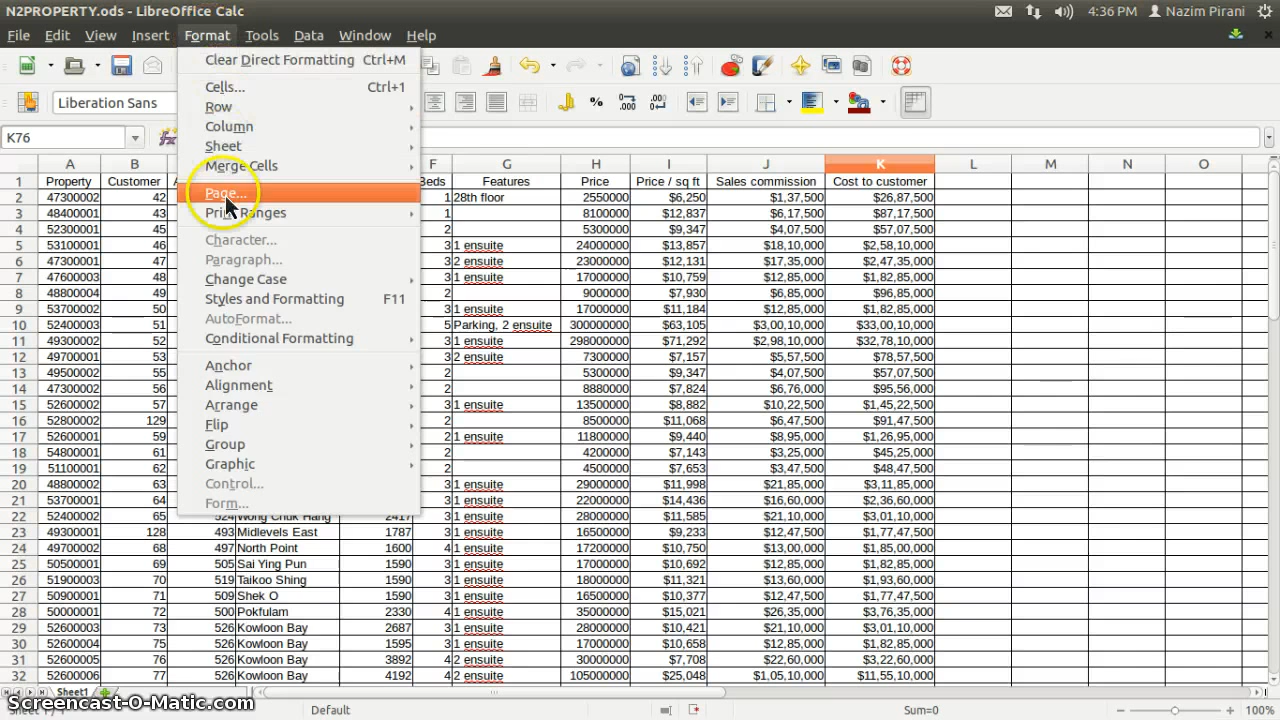 N2PROPERTY.ods - LibreOffice Calc
4:36 PM Nazim Pirani
File Edit View Insert Format Tools Data Window Help
Clear Direct Formatting Ctrl+M
Cells... Ctrl+1
Row
Column
Sheet
Merge Cells
Page...
Print Ranges
Character...
Paragraph...
Change Case
Styles and Formatting F11
AutoFormat...
Conditional Formatting
Anchor
Alignment
Arrange
Flip
Group
Graphic
Control...
Form...
Liberation Sans
K76
A B F G H I J K L M N O
1 Property Customer Beds Features Price Price / sq ft Sales commission Cost to customer
2 47300002 42 1 28th floor 2550000 $6,250 $1,37,500 $26,87,500
3 48400001 43 1 8100000 $12,837 $6,17,500 $87,17,500
4 52300001 45 2 5300000 $9,347 $4,07,500 $57,07,500
5 53100001 46 3 1 ensuite 24000000 $13,857 $18,10,000 $2,58,10,000
6 47300001 47 3 2 ensuite 23000000 $12,131 $17,35,000 $2,47,35,000
7 47600003 48 3 1 ensuite 17000000 $10,759 $12,85,000 $1,82,85,000
8 48800004 49 2 9000000 $7,930 $6,85,000 $96,85,000
9 53700002 50 3 1 ensuite 17000000 $11,184 $12,85,000 $1,82,85,000
10 52400003 51 5 Parking, 2 ensuite 300000000 $63,105 $3,00,10,000 $33,00,10,000
11 49300002 52 3 1 ensuite 298000000 $71,292 $2,98,10,000 $32,78,10,000
12 49700001 53 3 2 ensuite 7300000 $7,157 $5,57,500 $78,57,500
13 49500002 55 2 5300000 $9,347 $4,07,500 $57,07,500
14 47300002 56 2 8880000 $7,824 $6,76,000 $95,56,000
15 52600002 57 3 1 ensuite 13500000 $8,882 $10,22,500 $1,45,22,500
16 52800002 129 2 8500000 $11,068 $6,47,500 $91,47,500
17 52600001 59 2 1 ensuite 11800000 $9,440 $8,95,000 $1,26,95,000
18 54800001 61 2 4200000 $7,143 $3,25,000 $45,25,000
19 51100001 62 2 4500000 $7,653 $3,47,500 $48,47,500
20 48800002 63 3 1 ensuite 29000000 $11,998 $21,85,000 $3,11,85,000
21 53700001 64 3 1 ensuite 22000000 $14,436 $16,60,000 $2,36,60,000
22 52400002 65 524 Wong Chuk Hang 2417 3 1 ensuite 28000000 $11,585 $21,10,000 $3,01,10,000
23 49300001 128 493 Midlevels East 1787 3 1 ensuite 16500000 $9,233 $12,47,500 $1,77,47,500
24 49700002 68 497 North Point 1600 4 1 ensuite 17200000 $10,750 $13,00,000 $1,85,00,000
25 50500001 69 505 Sai Ying Pun 1590 3 1 ensuite 17000000 $10,692 $12,85,000 $1,82,85,000
26 51900003 70 519 Taikoo Shing 1590 3 1 ensuite 18000000 $11,321 $13,60,000 $1,93,60,000
27 50900001 71 509 Shek O 1590 3 1 ensuite 16500000 $10,377 $12,47,500 $1,77,47,500
28 50000001 72 500 Pokfulam 2330 4 1 ensuite 35000000 $15,021 $26,35,000 $3,76,35,000
29 52600003 73 526 Kowloon Bay 2687 3 1 ensuite 28000000 $10,421 $21,10,000 $3,01,10,000
30 52600004 75 526 Kowloon Bay 1595 3 1 ensuite 17000000 $10,658 $12,85,000 $1,82,85,000
31 52600005 76 526 Kowloon Bay 3892 4 2 ensuite 30000000 $7,708 $22,60,000 $3,22,60,000
32 52600006 77 526 Kowloon Bay 4192 4 2 ensuite 105000000 $25,048 $1,05,10,000 $11,55,10,000
Sheet1
Screencast-O-Matic.com
Default Sum=0 100%